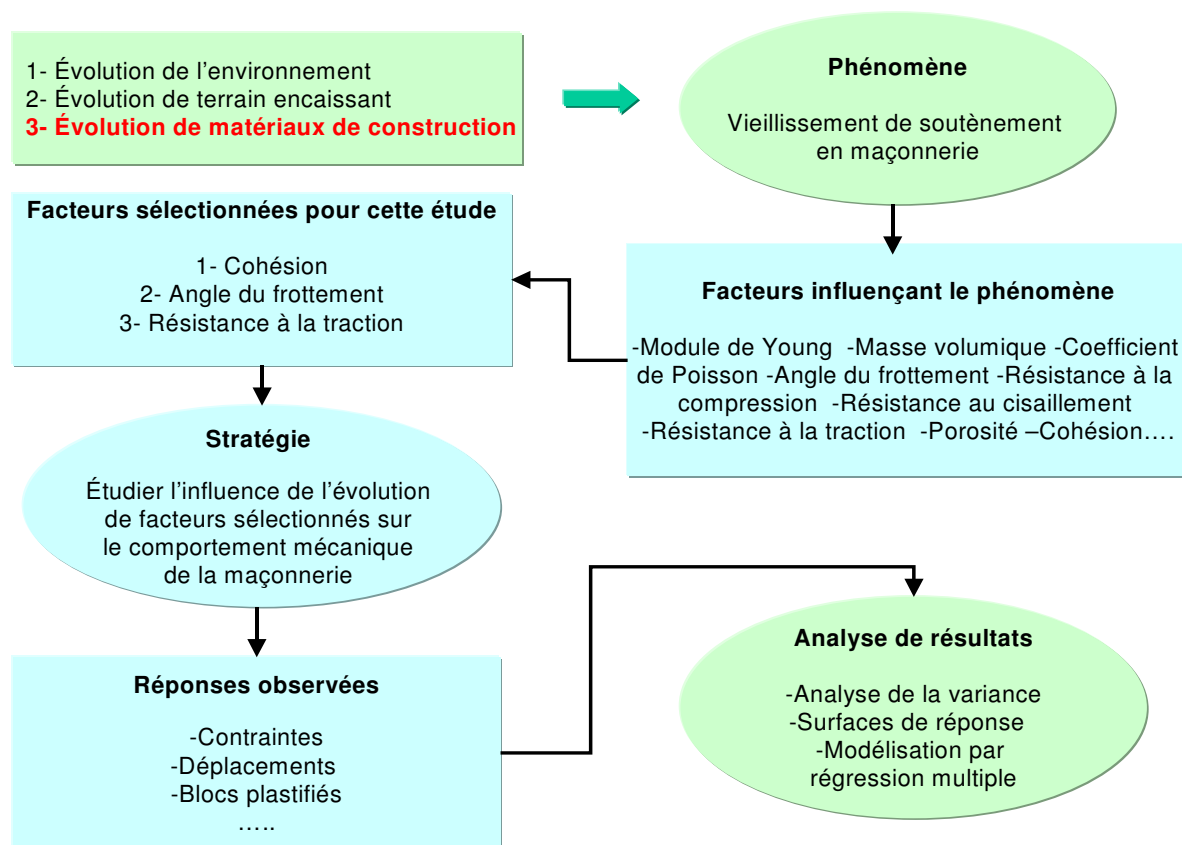 1- Évolution de l'environnement
2- Évolution de terrain encaissant
3- Évolution de matériaux de construction
Phénomène
Vieillissement de soutènement
en maçonnerie
Facteurs influençant le phénomène
-Module de Young -Masse volumique -Coefficient
de Poisson -Angle du frottement -Résistance à la
compression -Résistance au cisaillement
-Résistance à la traction -Porosité –Cohésion….
Facteurs sélectionnées pour cette étude
1- Cohésion
2- Angle du frottement
3- Résistance à la traction
Stratégie
Étudier l'influence de l'évolution
de facteurs sélectionnés sur
le comportement mécanique
de la maçonnerie
Réponses observées
-Contraintes
-Déplacements
-Blocs plastifiés
…..
Analyse de résultats
-Analyse de la variance
-Surfaces de réponse
-Modélisation par
régression multiple